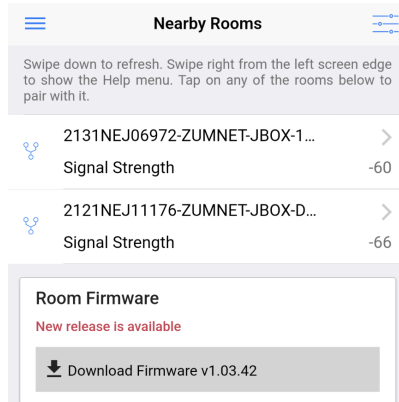 Nearby Rooms
Swipe down to refresh. Swipe right from the left screen edge
to show the Help menu. Tap on any of the rooms below to
pair with it.
2131NEJ06972-ZUMNET-JBOX-1...
Signal Strength -60
2121NEJ11176-ZUMNET-JBOX-D...
Signal Strength -66
Room Firmware
New release is available
Download Firmware v1.03.42